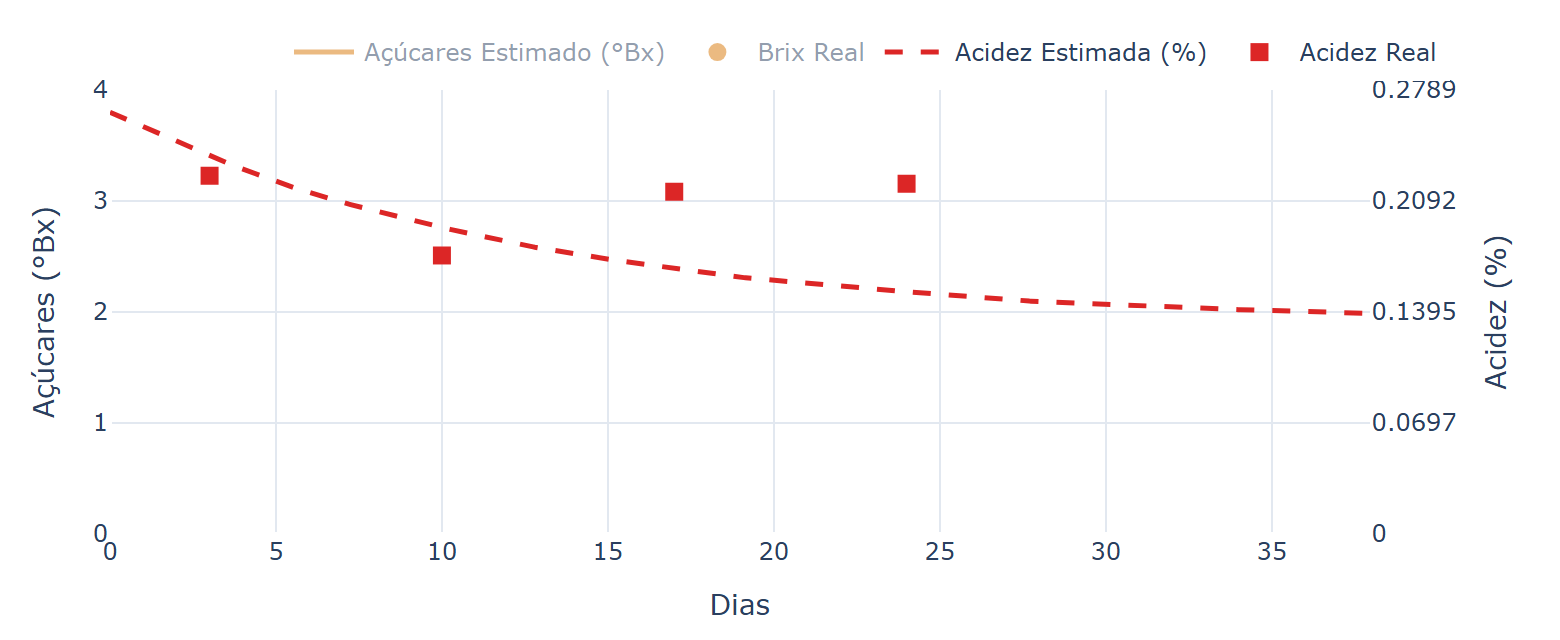 Açúcares Estimado (°Bx) Brix Real Acidez Estimada (%) Acidez Real
4 0.2789
3 0.2092
2 0.1395
1 0.0697
0 0
0 5 10 15 20 25 30 35
Açúcares (°Bx)
Acidez (%)
Dias